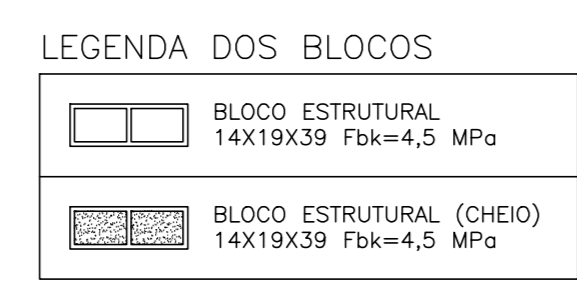 LEGENDA DOS BLOCOS
BLOCO ESTRUTURAL
14X19X39 Fbk=4,5 MPa
BLOCO ESTRUTURAL (CHEIO)
14X19X39 Fbk=4,5 MPa